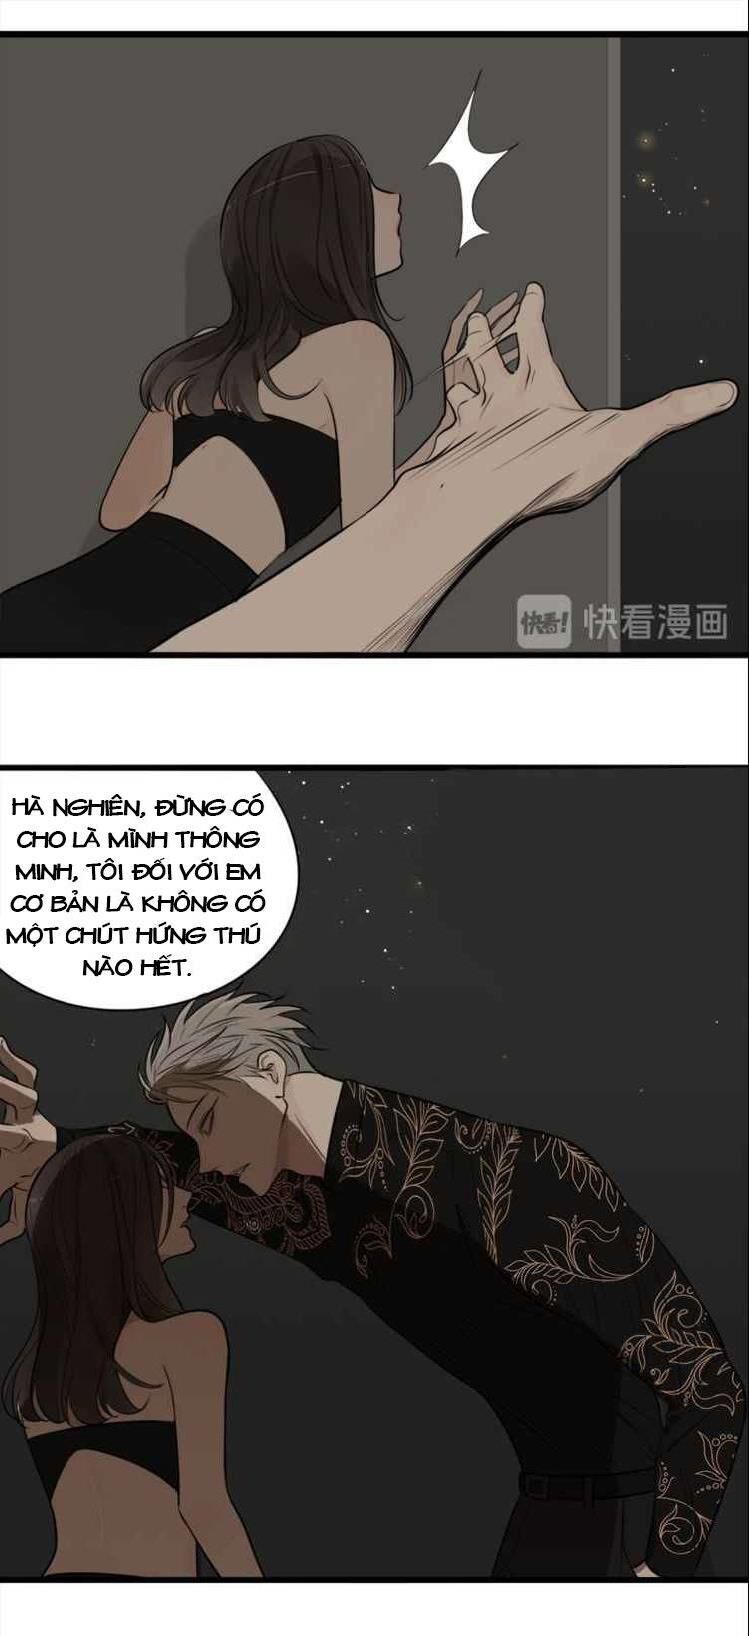 快看! 快看漫画
HÀ NGHIÊN, ĐỪNG CÓ
CHO LÀ MÌNH THÔNG
MINH, TÔI ĐỐI VỚI EM
CƠ BẢN LÀ KHÔNG CÓ
MỘT CHÚT HỨNG THÚ
NÀO HẾT.